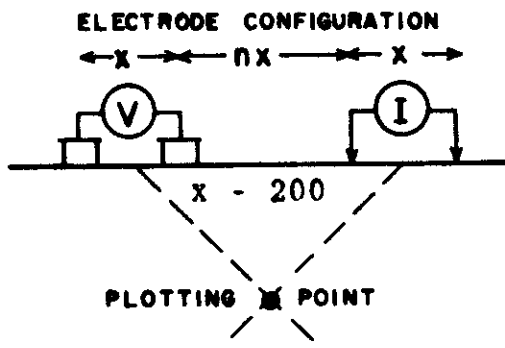 ELECTRODE CONFIGURATION
x nx x
V I
x - 200
PLOTTING POINT